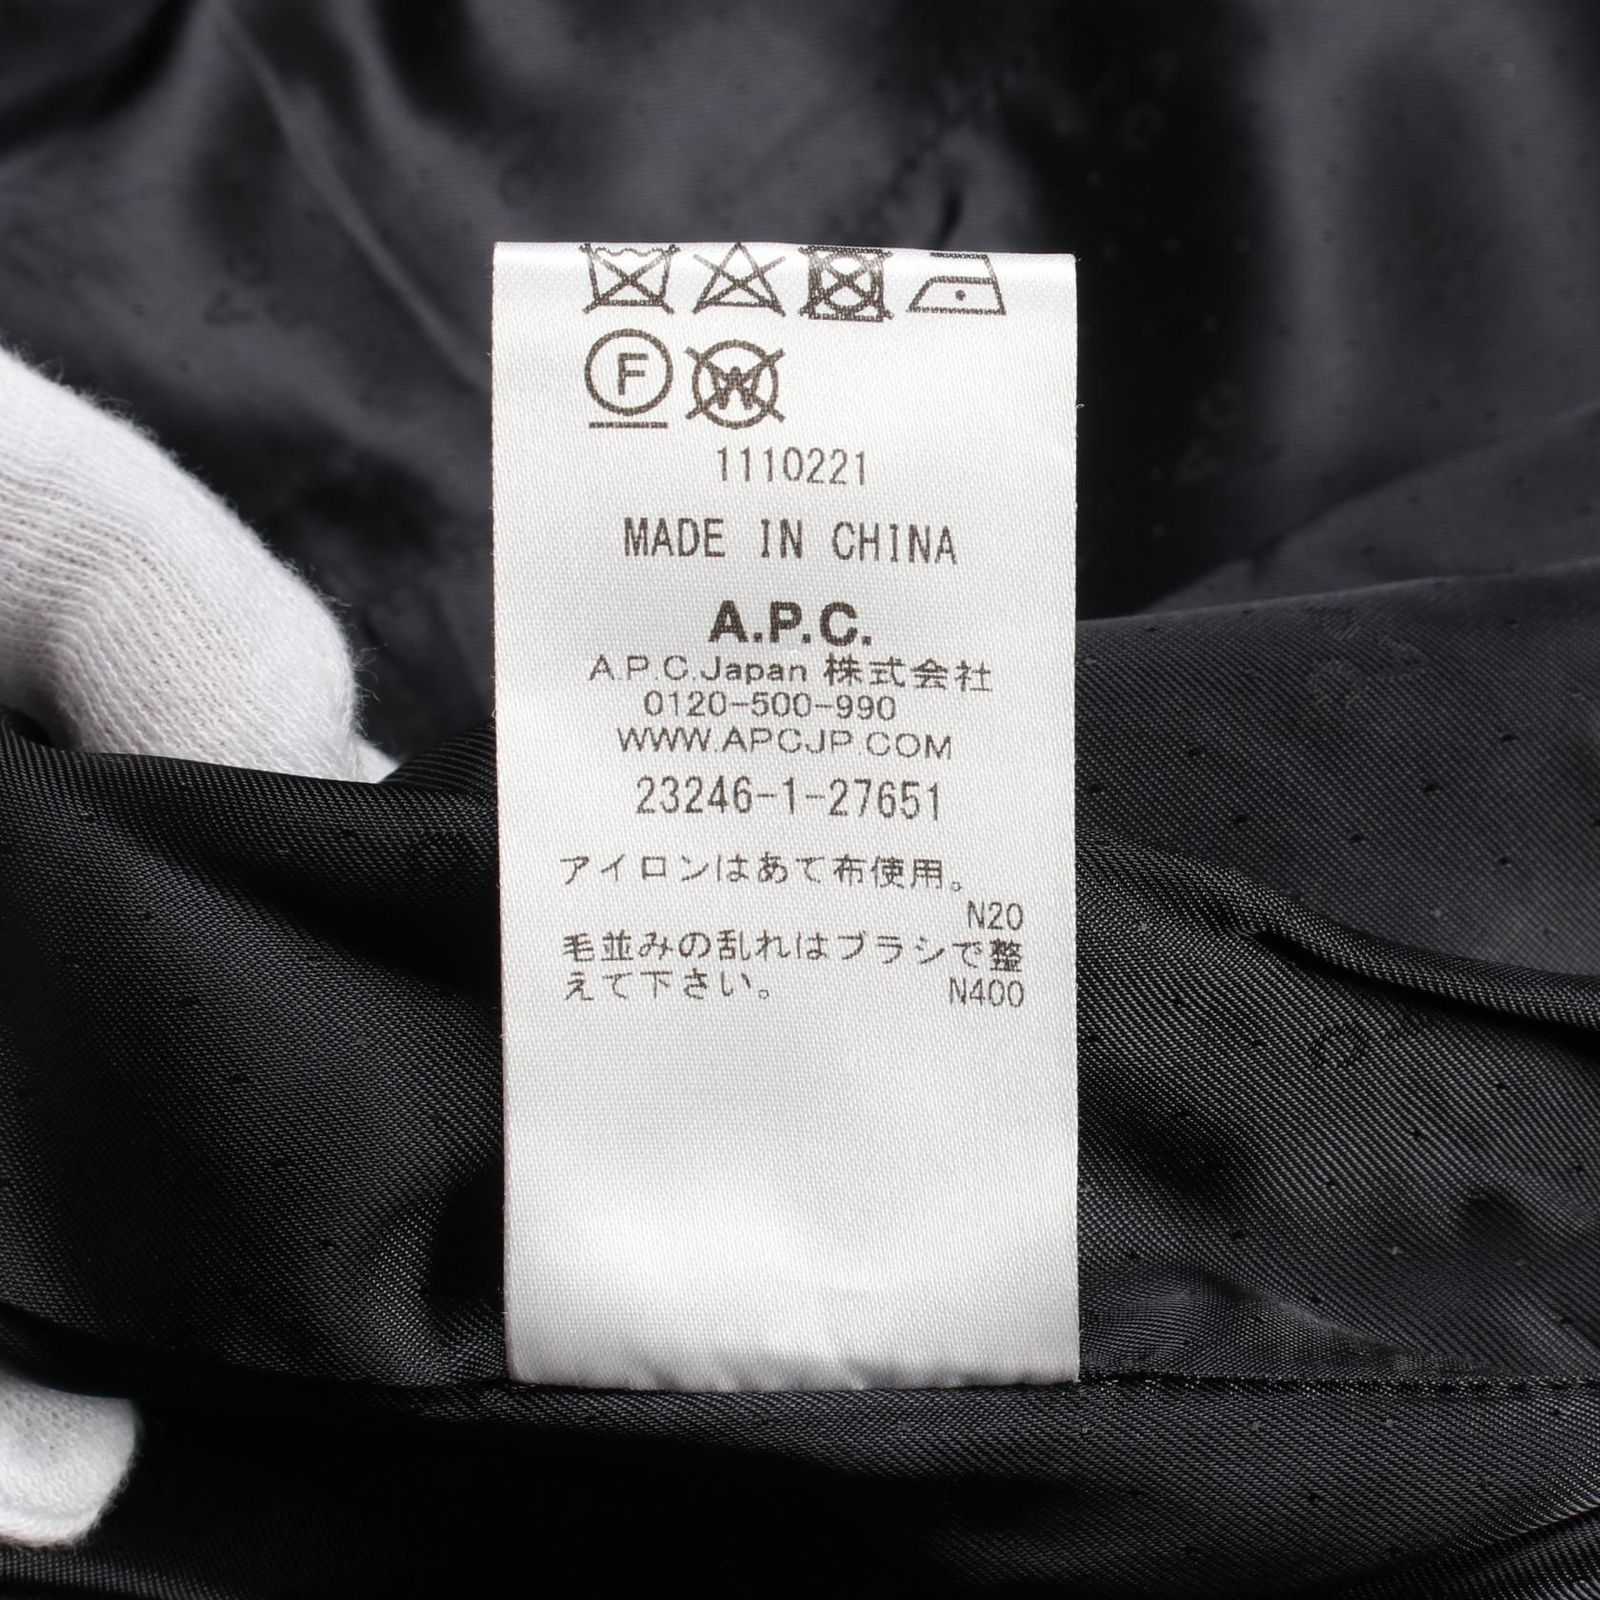 F W
1110221
MADE IN CHINA
A.P.C.
A.P.C.Japan 株式会社
0120-500-990
WWW.APCJP.COM
23246-1-27651
アイロンはあて布使用。
N20
毛並みの乱れはブラシで整
えて下さい。 N400